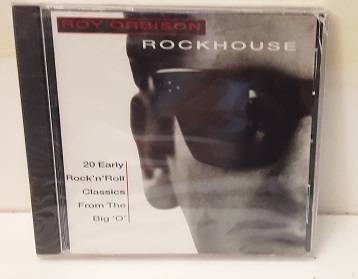 ROY ORBISON
ROCKHOUSE
20 Early
Rock'n'Roll
Classics
From The
Big 'O'